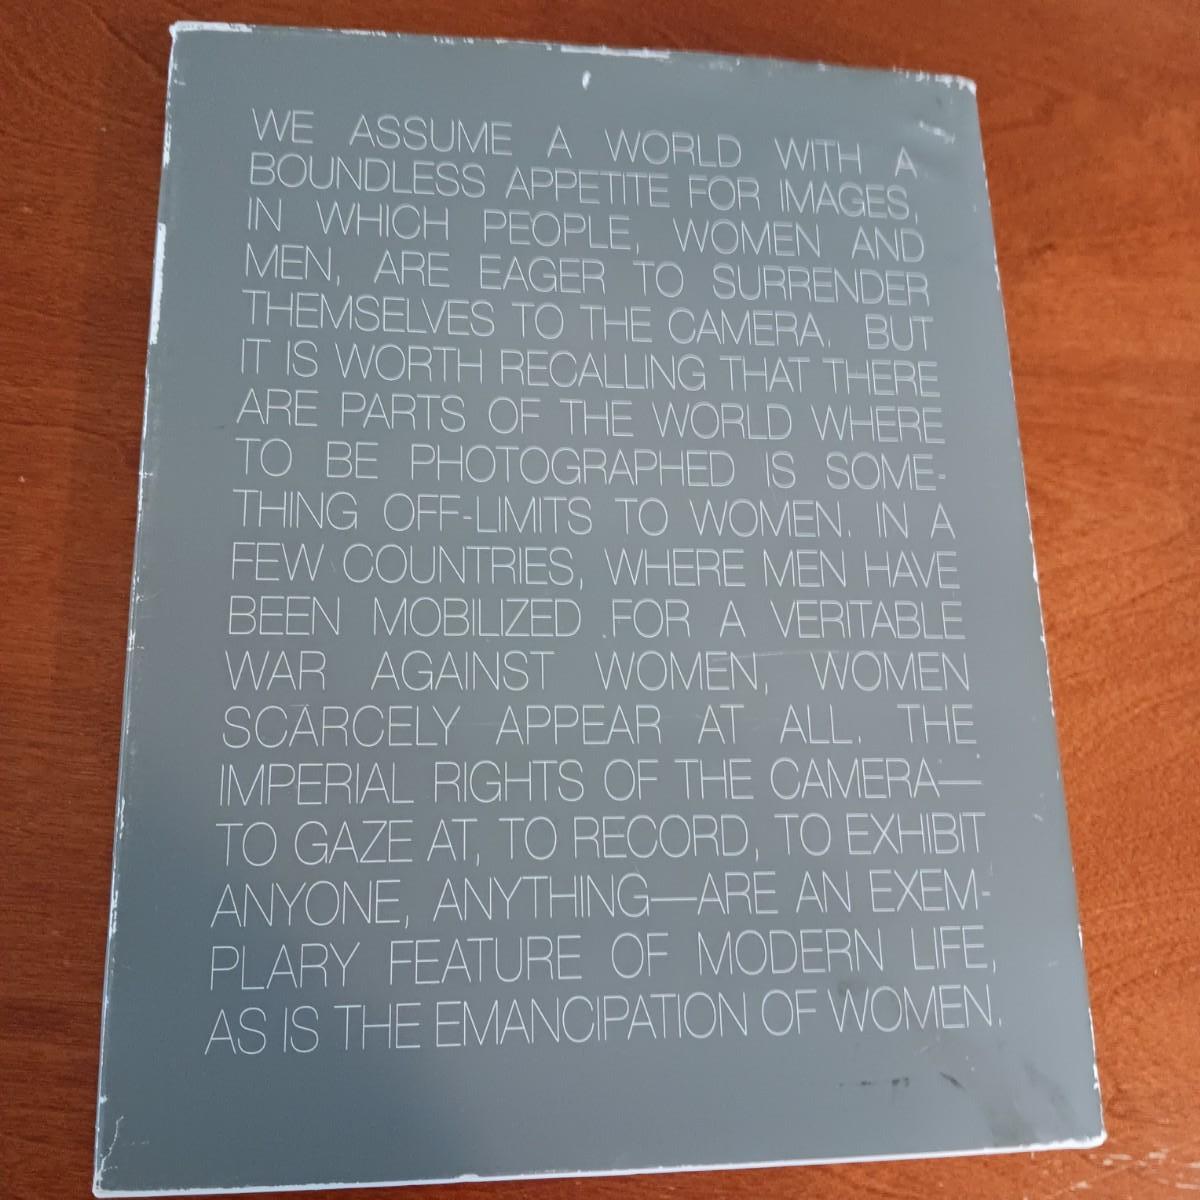 WE ASSUME A WORLD WITH A
BOUNDLESS APPETITE FOR IMAGES,
IN WHICH PEOPLE, WOMEN AND
MEN, ARE EAGER TO SURRENDER
THEMSELVES TO THE CAMERA. BUT
IT IS WORTH RECALLING THAT THERE
ARE PARTS OF THE WORLD WHERE
TO BE PHOTOGRAPHED IS SOME-
THING OFF-LIMITS TO WOMEN. IN A
FEW COUNTRIES, WHERE MEN HAVE
BEEN MOBILIZED FOR A VERITABLE
WAR AGAINST WOMEN, WOMEN
SCARCELY APPEAR AT ALL. THE
IMPERIAL RIGHTS OF THE CAMERA—
TO GAZE AT, TO RECORD, TO EXHIBIT
ANYONE, ANYTHING—ARE AN EXEM-
PLARY FEATURE OF MODERN LIFE,
AS IS THE EMANCIPATION OF WOMEN.